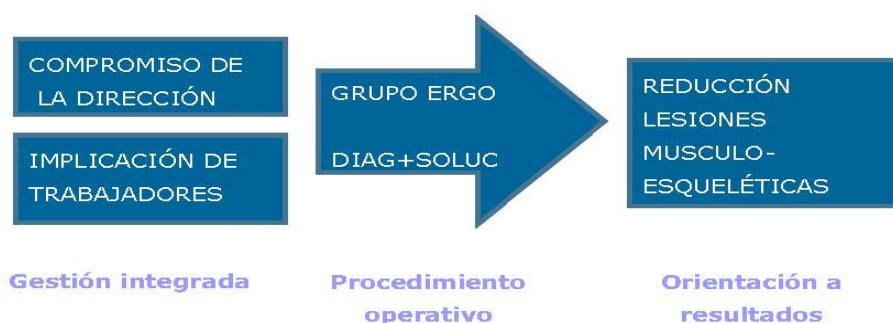 COMPROMISO DE
LA DIRECCIÓN
IMPLICACIÓN DE
TRABAJADORES
GRUPO ERGO
DIAG+SOLUC
REDUCCIÓN
LESIONES
MUSCULO-
ESQUELÉTICAS
Gestión integrada
Procedimiento
operativo
Orientación a
resultados